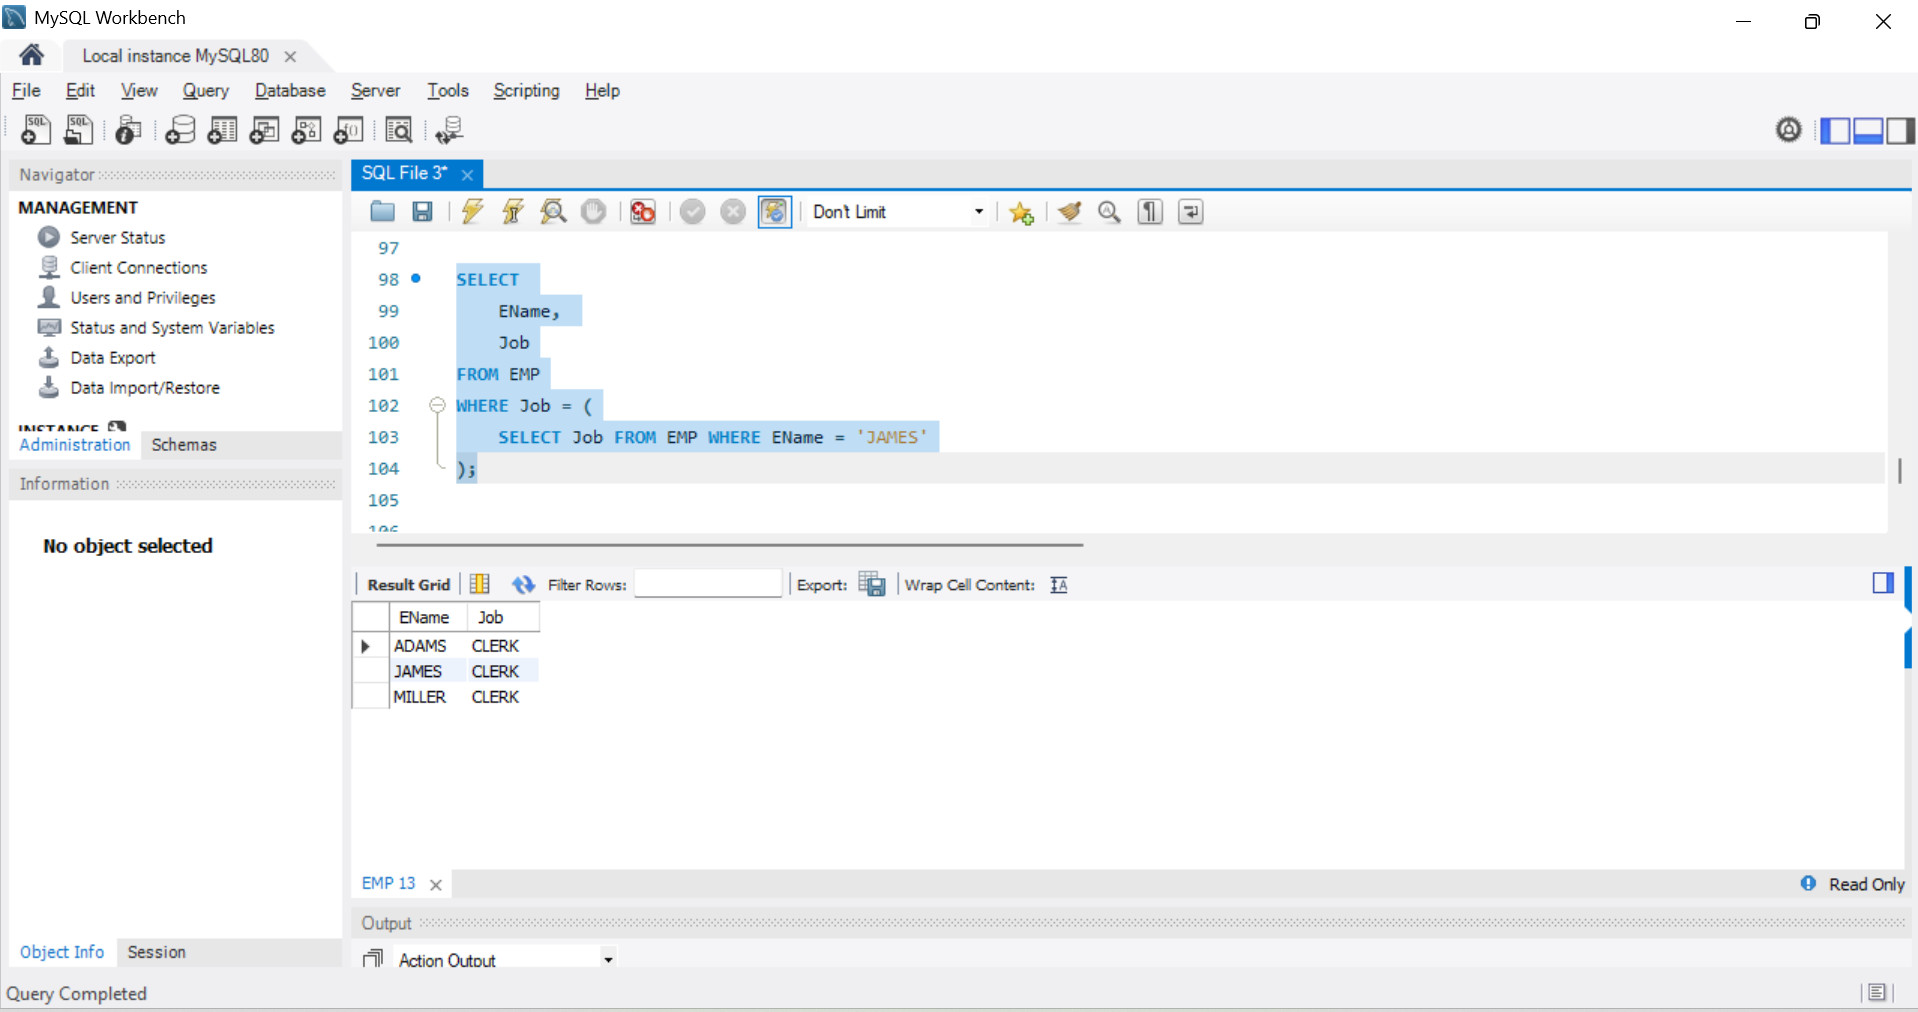 MySQL Workbench
Local instance MySQL80
File Edit View Query Database Server Tools Scripting Help
Navigator
MANAGEMENT
Server Status
Client Connections
Users and Privileges
Status and System Variables
Data Export
Data Import/Restore
INSTANCE
Administration Schemas
Information
No object selected
Object Info Session
SQL File 3*
Don't Limit
97
98 SELECT
99 EName,
100 Job
101 FROM EMP
102 WHERE Job = (
103 SELECT Job FROM EMP WHERE EName = 'JAMES'
104 );
105
106
Result Grid Filter Rows: Export: Wrap Cell Content:
EName Job
ADAMS CLERK
JAMES CLERK
MILLER CLERK
EMP 13
Read Only
Output
Action Output
Query Completed